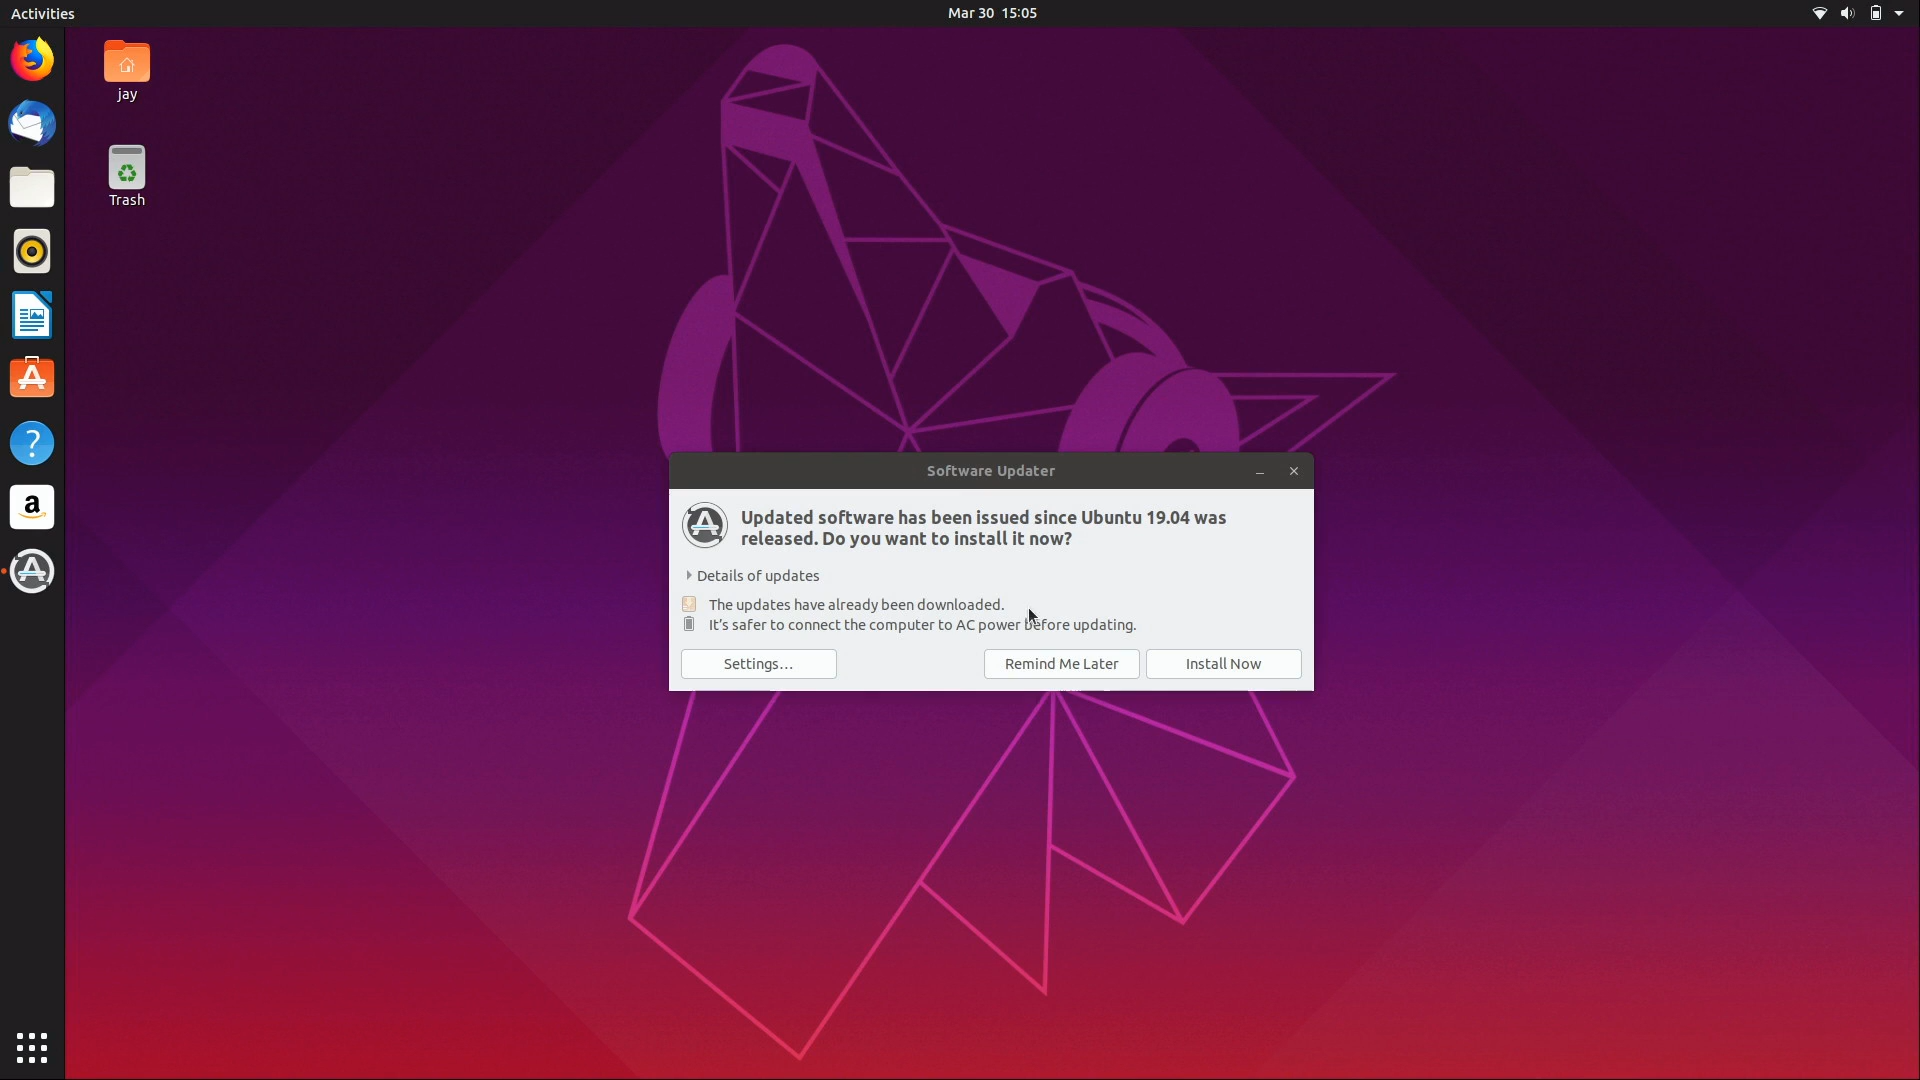 Activities
Mar 30 15:05
jay
Trash
Software Updater
Updated software has been issued since Ubuntu 19.04 was
released. Do you want to install it now?
Details of updates
The updates have already been downloaded.
It's safer to connect the computer to AC power before updating.
Settings...
Remind Me Later
Install Now